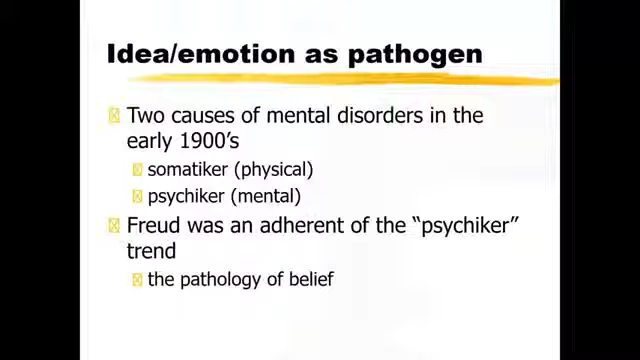 Idea/emotion as pathogen
Two causes of mental disorders in the
early 1900's
somatiker (physical)
psychiker (mental)
Freud was an adherent of the “psychiker”
trend
the pathology of belief